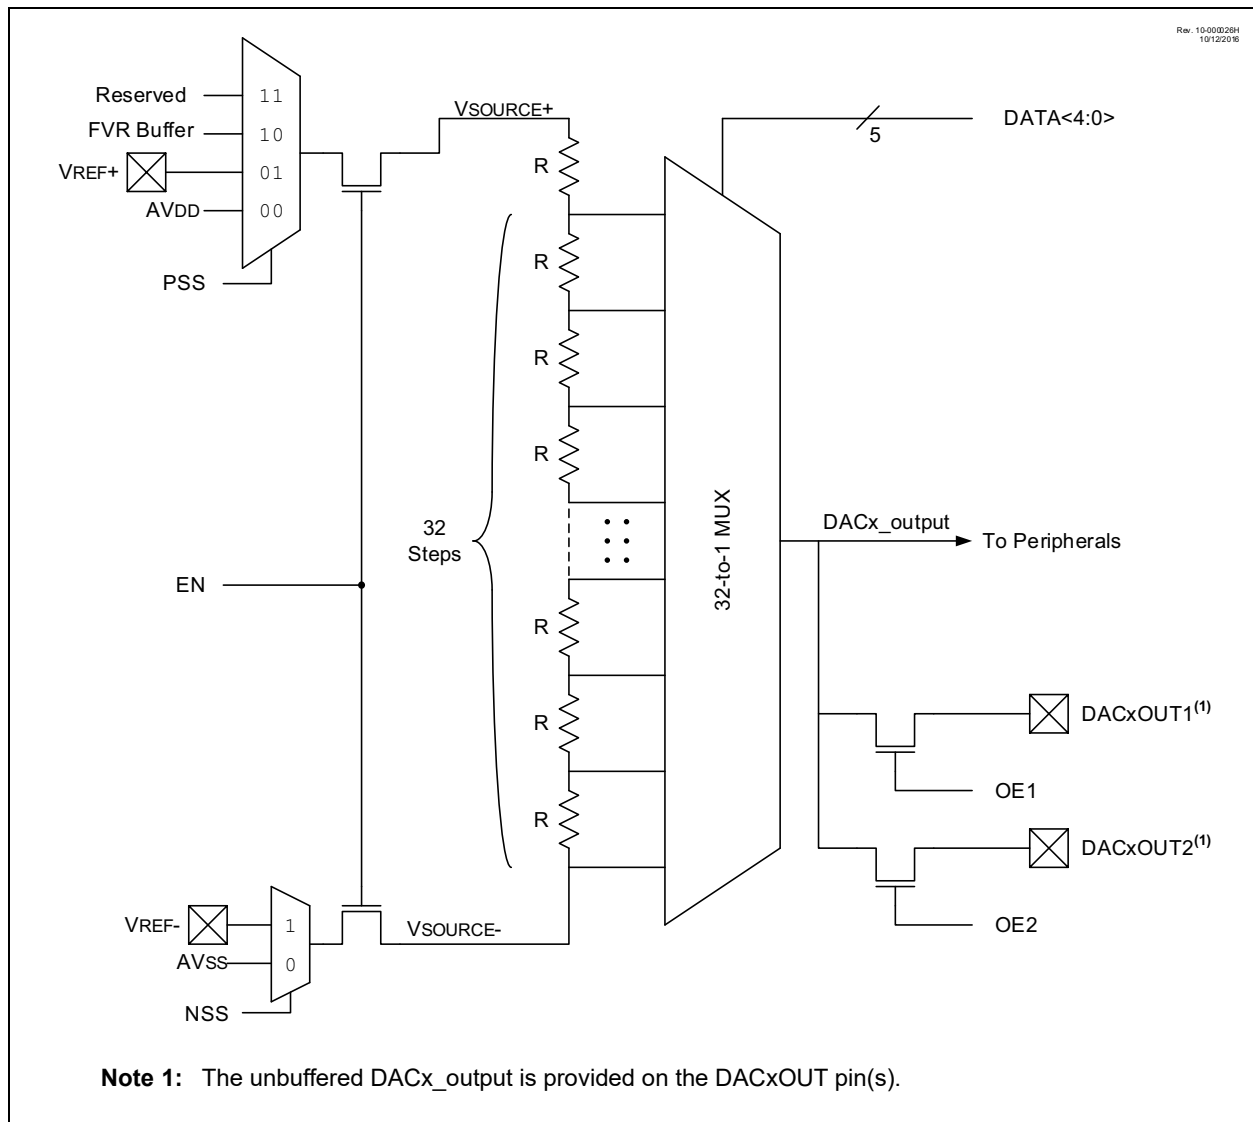 Rev. 10-000026H
10/12/2016
Reserved
11
FVR Buffer
10
VREF+
01
AVDD
00
PSS
VSOURCE+
R
R
R
R
32
Steps
R
R
R
EN
DATA<4:0>
5
32-to-1 MUX
DACx_output
To Peripherals
DACxOUT1(1)
OE1
DACxOUT2(1)
OE2
VREF-
1
AVSS
0
NSS
VSOURCE-
Note 1: The unbuffered DACx_output is provided on the DACxOUT pin(s).